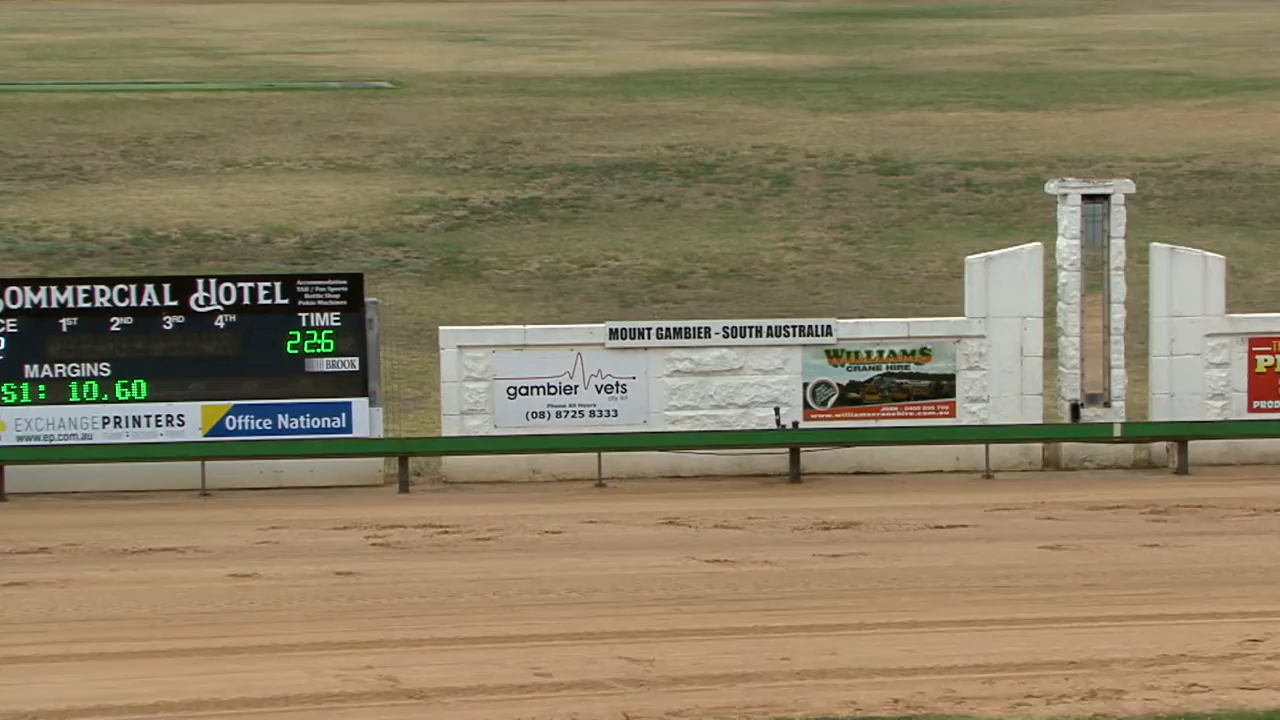 OMMERCIAL HOTEL
Accommodation
TAB / Fox Sports
Bottle Shop
Pokie Machines
CE 1ST 2ND 3RD 4TH TIME
22.6
BROOK
MARGINS
S1: 10.60
EXCHANGEPRINTERS
www.ep.com.au
Office National
MOUNT GAMBIER - SOUTH AUSTRALIA
gambier vets
pty ltd
Phone All Hours
(08) 8725 8333
WILLIAMS
CRANE HIRE
www.williamscranehire.com.au